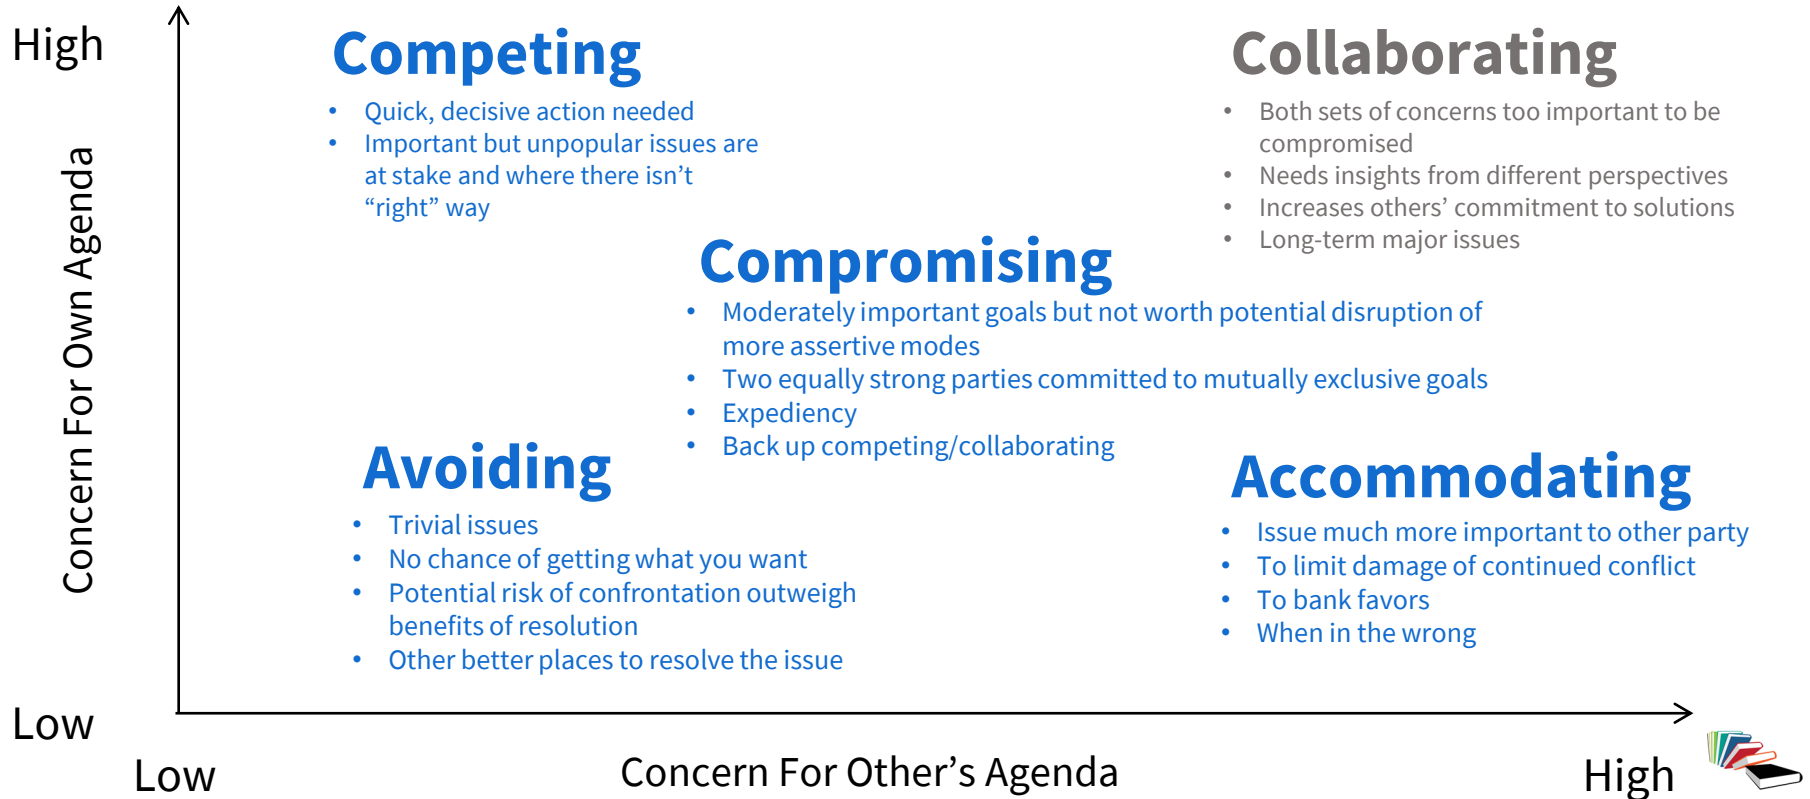 High
Concern For Own Agenda
Low
Competing
• Quick, decisive action needed
• Important but unpopular issues are
at stake and where there isn’t
“right” way
Collaborating
• Both sets of concerns too important to be
compromised
• Needs insights from different perspectives
• Increases others’ commitment to solutions
• Long-term major issues
Compromising
• Moderately important goals but not worth potential disruption of
more assertive modes
• Two equally strong parties committed to mutually exclusive goals
• Expediency
• Back up competing/collaborating
Avoiding
• Trivial issues
• No chance of getting what you want
• Potential risk of confrontation outweigh
benefits of resolution
• Other better places to resolve the issue
Accommodating
• Issue much more important to other party
• To limit damage of continued conflict
• To bank favors
• When in the wrong
Low
Concern For Other’s Agenda
High